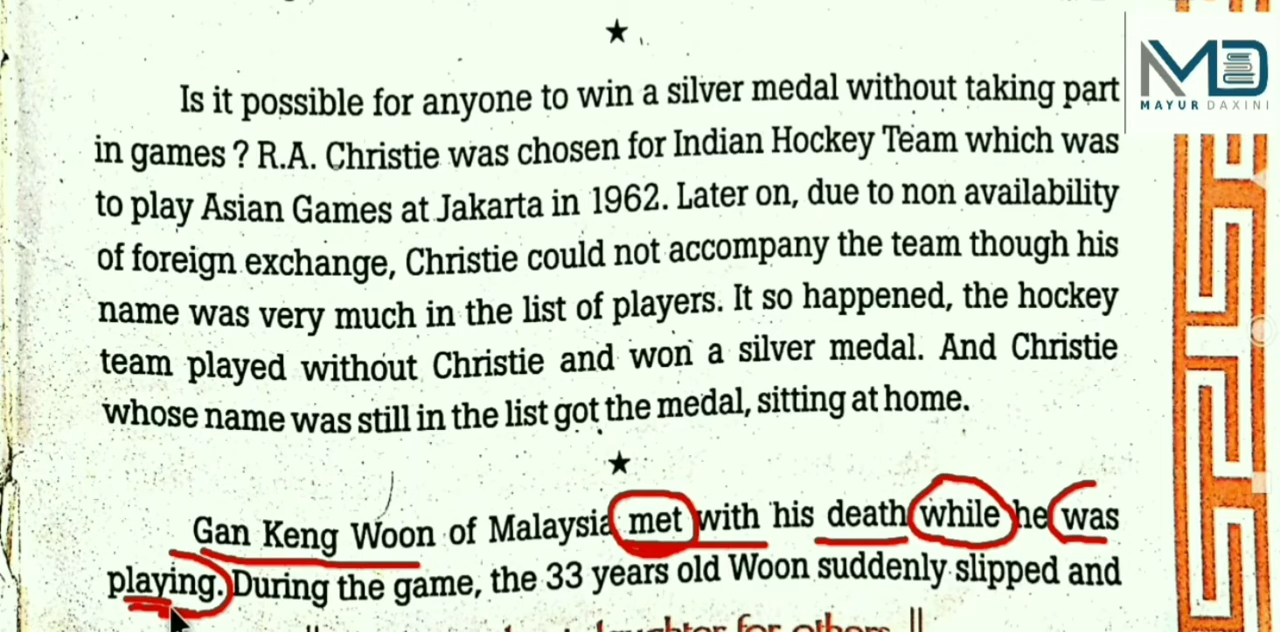 MD
MAYUR DAXINI
Is it possible for anyone to win a silver medal without taking part
in games ? R.A. Christie was chosen for Indian Hockey Team which was
to play Asian Games at Jakarta in 1962. Later on, due to non availability
of foreign exchange, Christie could not accompany the team though his
name was very much in the list of players. It so happened, the hockey
team played without Christie and won a silver medal. And Christie
whose name was still in the list got the medal, sitting at home.
Gan Keng Woon of Malaysia met with his death while he was
playing. During the game, the 33 years old Woon suddenly slipped and
for others